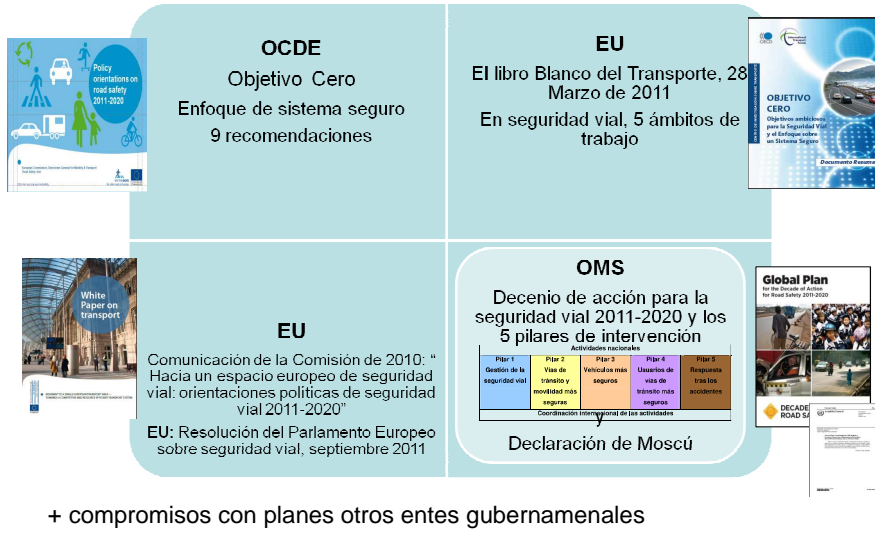 OCDE
Objetivo Cero
Enfoque de sistema seguro
9 recomendaciones
EU
El libro Blanco del Transporte, 28
Marzo de 2011
En seguridad vial, 5 ámbitos de
trabajo
Policy
orientations on
road safety
2011-2020
OBJETIVO
CERO
Objetivos ambiciosos
para la Seguridad Vial
y el Enfoque sobre
un Sistema Seguro
Documento Resumen
EU
Comunicación de la Comisión de 2010: “
Hacia un espacio europeo de seguridad
vial: orientaciones políticas de seguridad
vial 2011-2020”
EU: Resolución del Parlamento Europeo
sobre seguridad vial, septiembre 2011
White
Paper on
transport
OMS
Decenio de acción para la
seguridad vial 2011-2020 y los
5 pilares de intervención
Actividades nacionales
Pilar 1
Gestión de la
seguridad vial
Pilar 2
Vías de
tránsito y
movilidad más
seguras
Pilar 3
Vehículos más
seguros
Pilar 4
Usuarios de
vías de
tránsito más
seguros
Pilar 5
Respuesta
tras los
accidentes
Coordinación internacional de las actividades
y
Declaración de Moscú
Global Plan
for the Decade of Action
for Road Safety 2011-2020
DECADE
ROAD SA
+ compromisos con planes otros entes gubernamenales